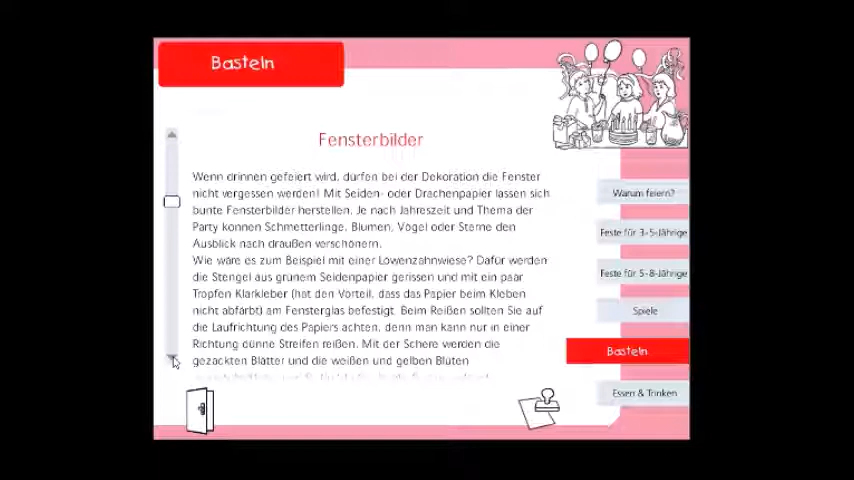 Basteln
Fensterbilder
Wenn drinnen gefeiert wird, dürfen bei der Dekoration die Fenster
nicht vergessen werden! Mit Seiden- oder Drachenpapier lassen sich
bunte Fensterbilder herstellen. Je nach Jahreszeit und Thema der
Party können Schmetterlinge, Blumen, Vögel oder Sterne den
Ausblick nach draußen verschönern.
Wie wäre es zum Beispiel mit einer Löwenzahnwiese? Dafür werden
die Stengel aus grünem Seidenpapier gerissen und mit ein paar
Tropfen Klarkleber (hat den Vorteil, dass das Papier beim Kleben
nicht abfärbt) am Fensterglas befestigt. Beim Reißen sollten Sie auf
die Laufrichtung des Papiers achten, denn man kann nur in einer
Richtung dünne Streifen reißen. Mit der Schere werden die
gezackten Blätter und die weißen und gelben Blüten
Warum feiern?
Feste für 3-5-Jährige
Feste für 5-8-Jährige
Spiele
Basteln
Essen & Trinken